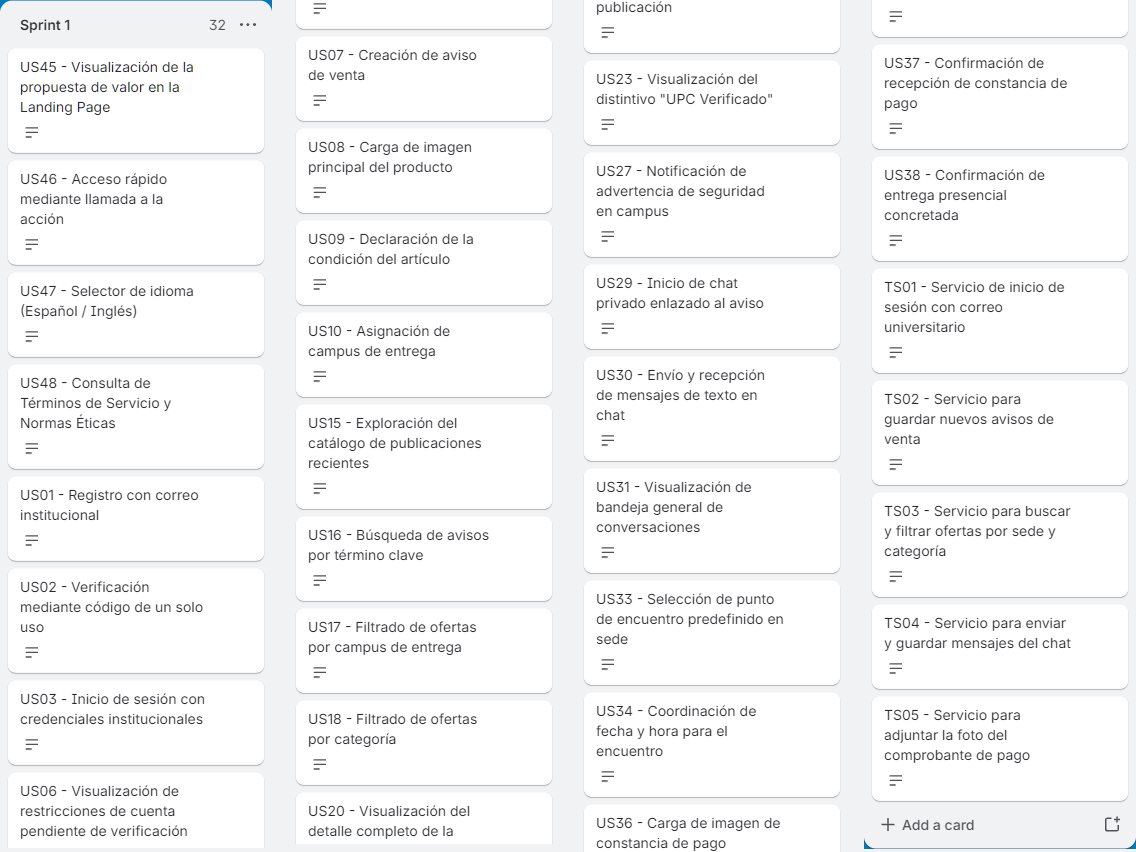 Sprint 1
32
US45 - Visualización de la
propuesta de valor en la
Landing Page
US46 - Acceso rápido
mediante llamada a la
acción
US47 - Selector de idioma
(Español / Inglés)
US48 - Consulta de
Términos de Servicio y
Normas Éticas
US01 - Registro con correo
institucional
US02 - Verificación
mediante código de un solo
uso
US03 - Inicio de sesión con
credenciales institucionales
US06 - Visualización de
restricciones de cuenta
pendiente de verificación
US07 - Creación de aviso
de venta
US08 - Carga de imagen
principal del producto
US09 - Declaración de la
condición del artículo
US10 - Asignación de
campus de entrega
US15 - Exploración del
catálogo de publicaciones
recientes
US16 - Búsqueda de avisos
por término clave
US17 - Filtrado de ofertas
por campus de entrega
US18 - Filtrado de ofertas
por categoría
US20 - Visualización del
detalle completo de la
publicación
US23 - Visualización del
distintivo "UPC Verificado"
US27 - Notificación de
advertencia de seguridad
en campus
US29 - Inicio de chat
privado enlazado al aviso
US30 - Envío y recepción
de mensajes de texto en
chat
US31 - Visualización de
bandeja general de
conversaciones
US33 - Selección de punto
de encuentro predefinido en
sede
US34 - Coordinación de
fecha y hora para el
encuentro
US36 - Carga de imagen de
constancia de pago
US37 - Confirmación de
recepción de constancia de
pago
US38 - Confirmación de
entrega presencial
concretada
TS01 - Servicio de inicio de
sesión con correo
universitario
TS02 - Servicio para
guardar nuevos avisos de
venta
TS03 - Servicio para buscar
y filtrar ofertas por sede y
categoría
TS04 - Servicio para enviar
y guardar mensajes del chat
TS05 - Servicio para
adjuntar la foto del
comprobante de pago
Add a card